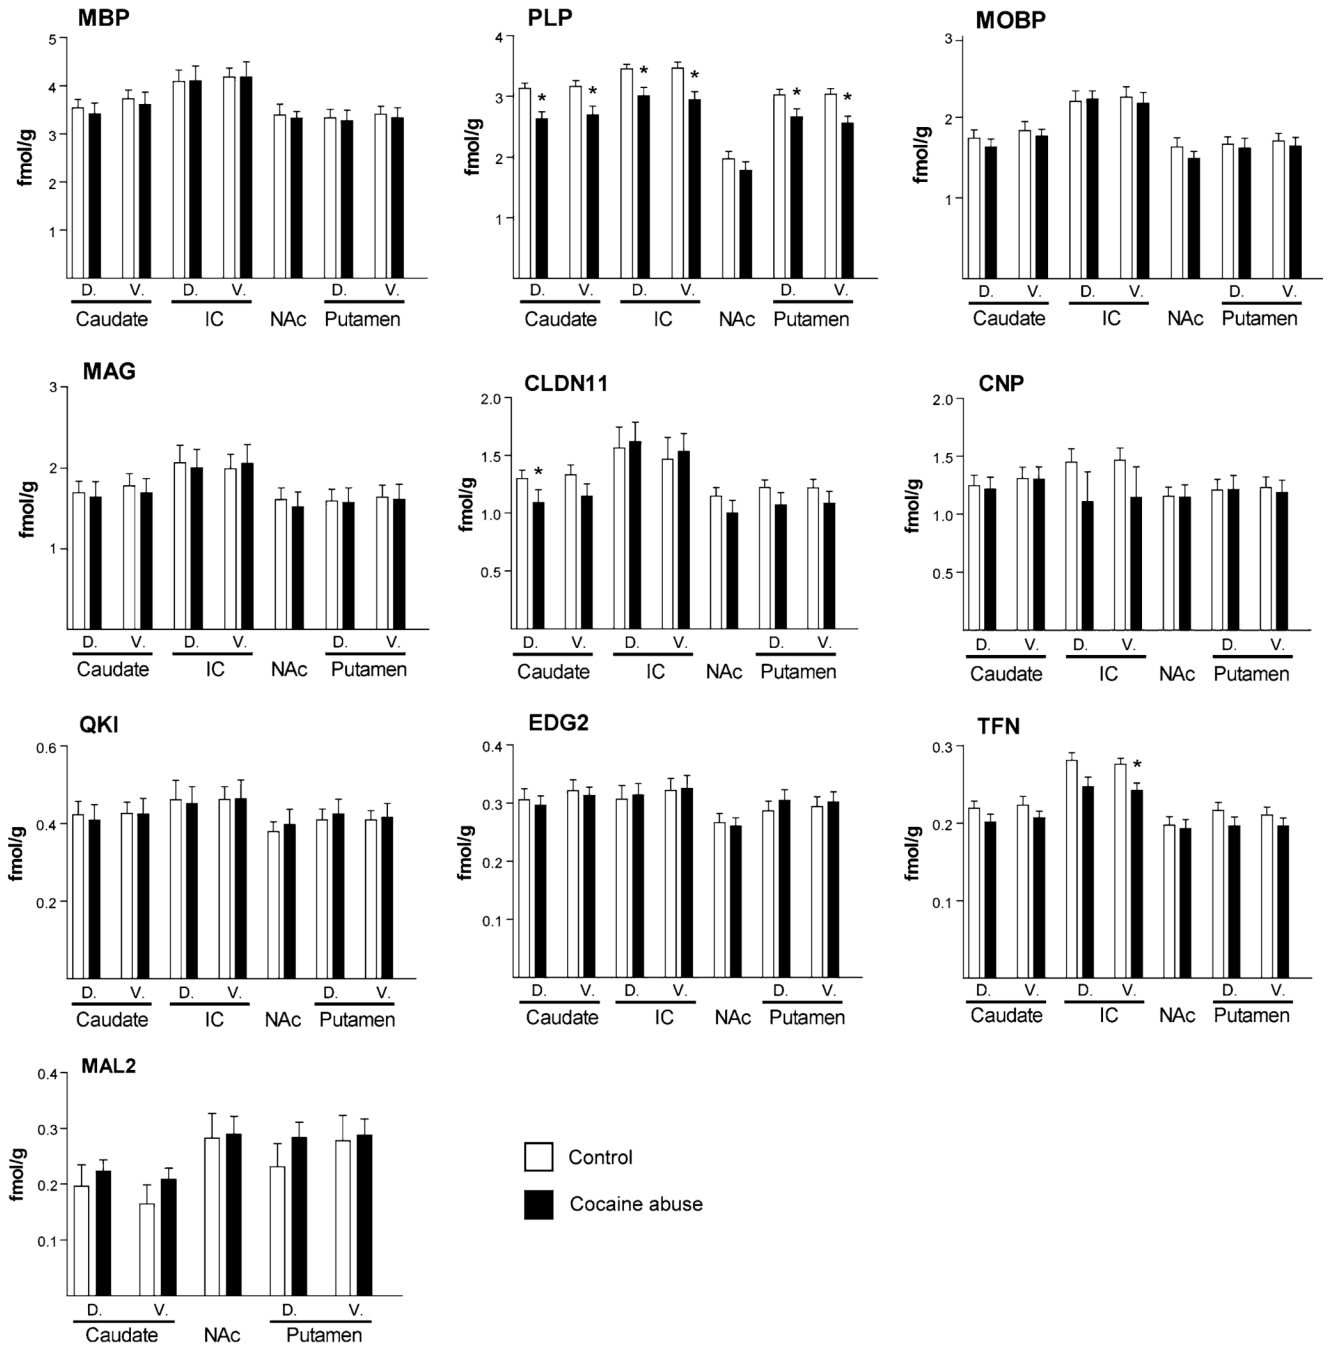 MBP
5
4
3
2
1
fmol/g
D. V. D. V. D. V.
Caudate IC NAc Putamen
PLP
4
3
2
1
fmol/g
* * * * * *
D. V. D. V. D. V.
Caudate IC NAc Putamen
MOBP
3
2
1
fmol/g
D. V. D. V. D. V.
Caudate IC NAc Putamen
MAG
3
2
1
fmol/g
D. V. D. V. D. V.
Caudate IC NAc Putamen
CLDN11
2.0
1.5
1.0
0.5
fmol/g
*
D. V. D. V. D. V.
Caudate IC NAc Putamen
CNP
2.0
1.5
1.0
0.5
fmol/g
D. V. D. V. D. V.
Caudate IC NAc Putamen
QKI
0.6
0.4
0.2
fmol/g
D. V. D. V. D. V.
Caudate IC NAc Putamen
EDG2
0.4
0.3
0.2
0.1
fmol/g
D. V. D. V. D. V.
Caudate IC NAc Putamen
TFN
0.3
0.2
0.1
fmol/g
*
D. V. D. V. D. V.
Caudate IC NAc Putamen
MAL2
0.4
0.3
0.2
0.1
fmol/g
D. V. D. V.
Caudate NAc Putamen
Control
Cocaine abuse